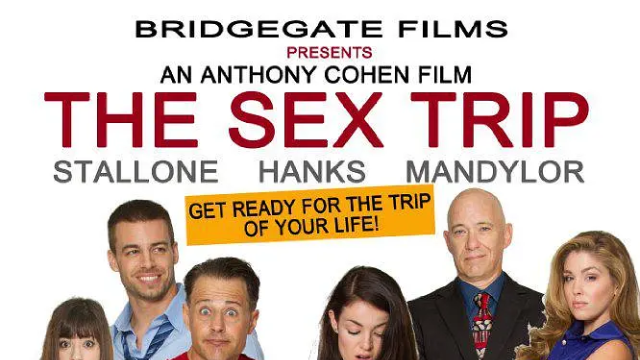 BRIDGEGATE FILMS
PRESENTS
AN ANTHONY COHEN FILM
THE SEX TRIP
STALLONE HANKS MANDYLOR
GET READY FOR THE TRIP
OF YOUR LIFE!